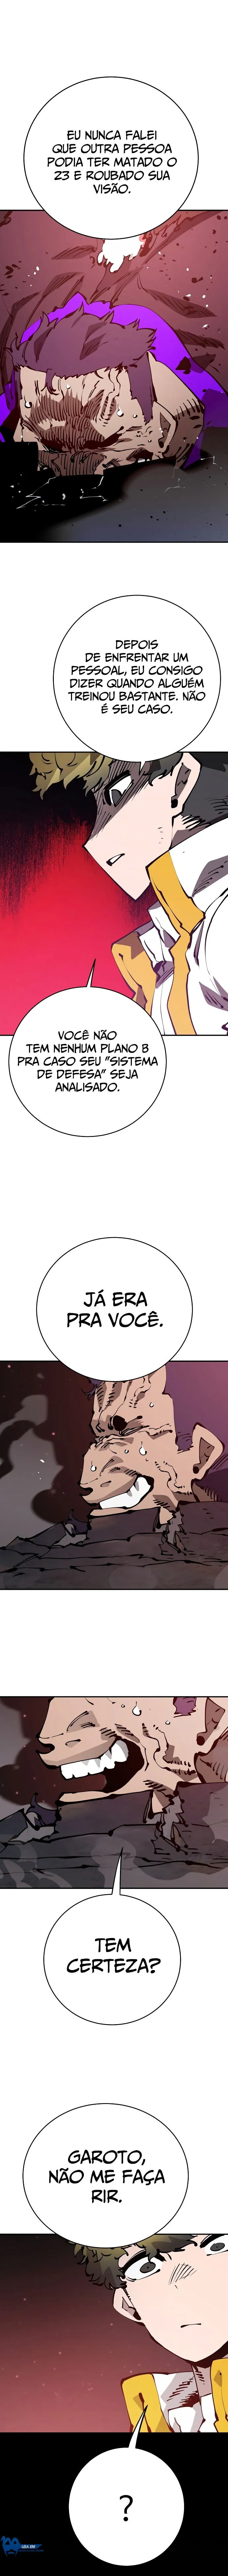 EU NUNCA FALEI
QUE OUTRA PESSOA
PODIA TER MATADO O
23 E ROUBADO SUA
VISÃO.
DEPOIS
DE ENFRENTAR UM
PESSOAL, EU CONSIGO
DIZER QUANDO ALGUÉM
TREINOU BASTANTE. NÃO
É SEU CASO.
VOCÊ NÃO
TEM NENHUM PLANO B
PRA CASO SEU "SISTEMA
DE DEFESA" SEJA
ANALISADO.
JÁ ERA
PRA VOCÊ.
TEM
CERTEZA?
GAROTO,
NÃO ME FAÇA
RIR.
?
LEIA EM